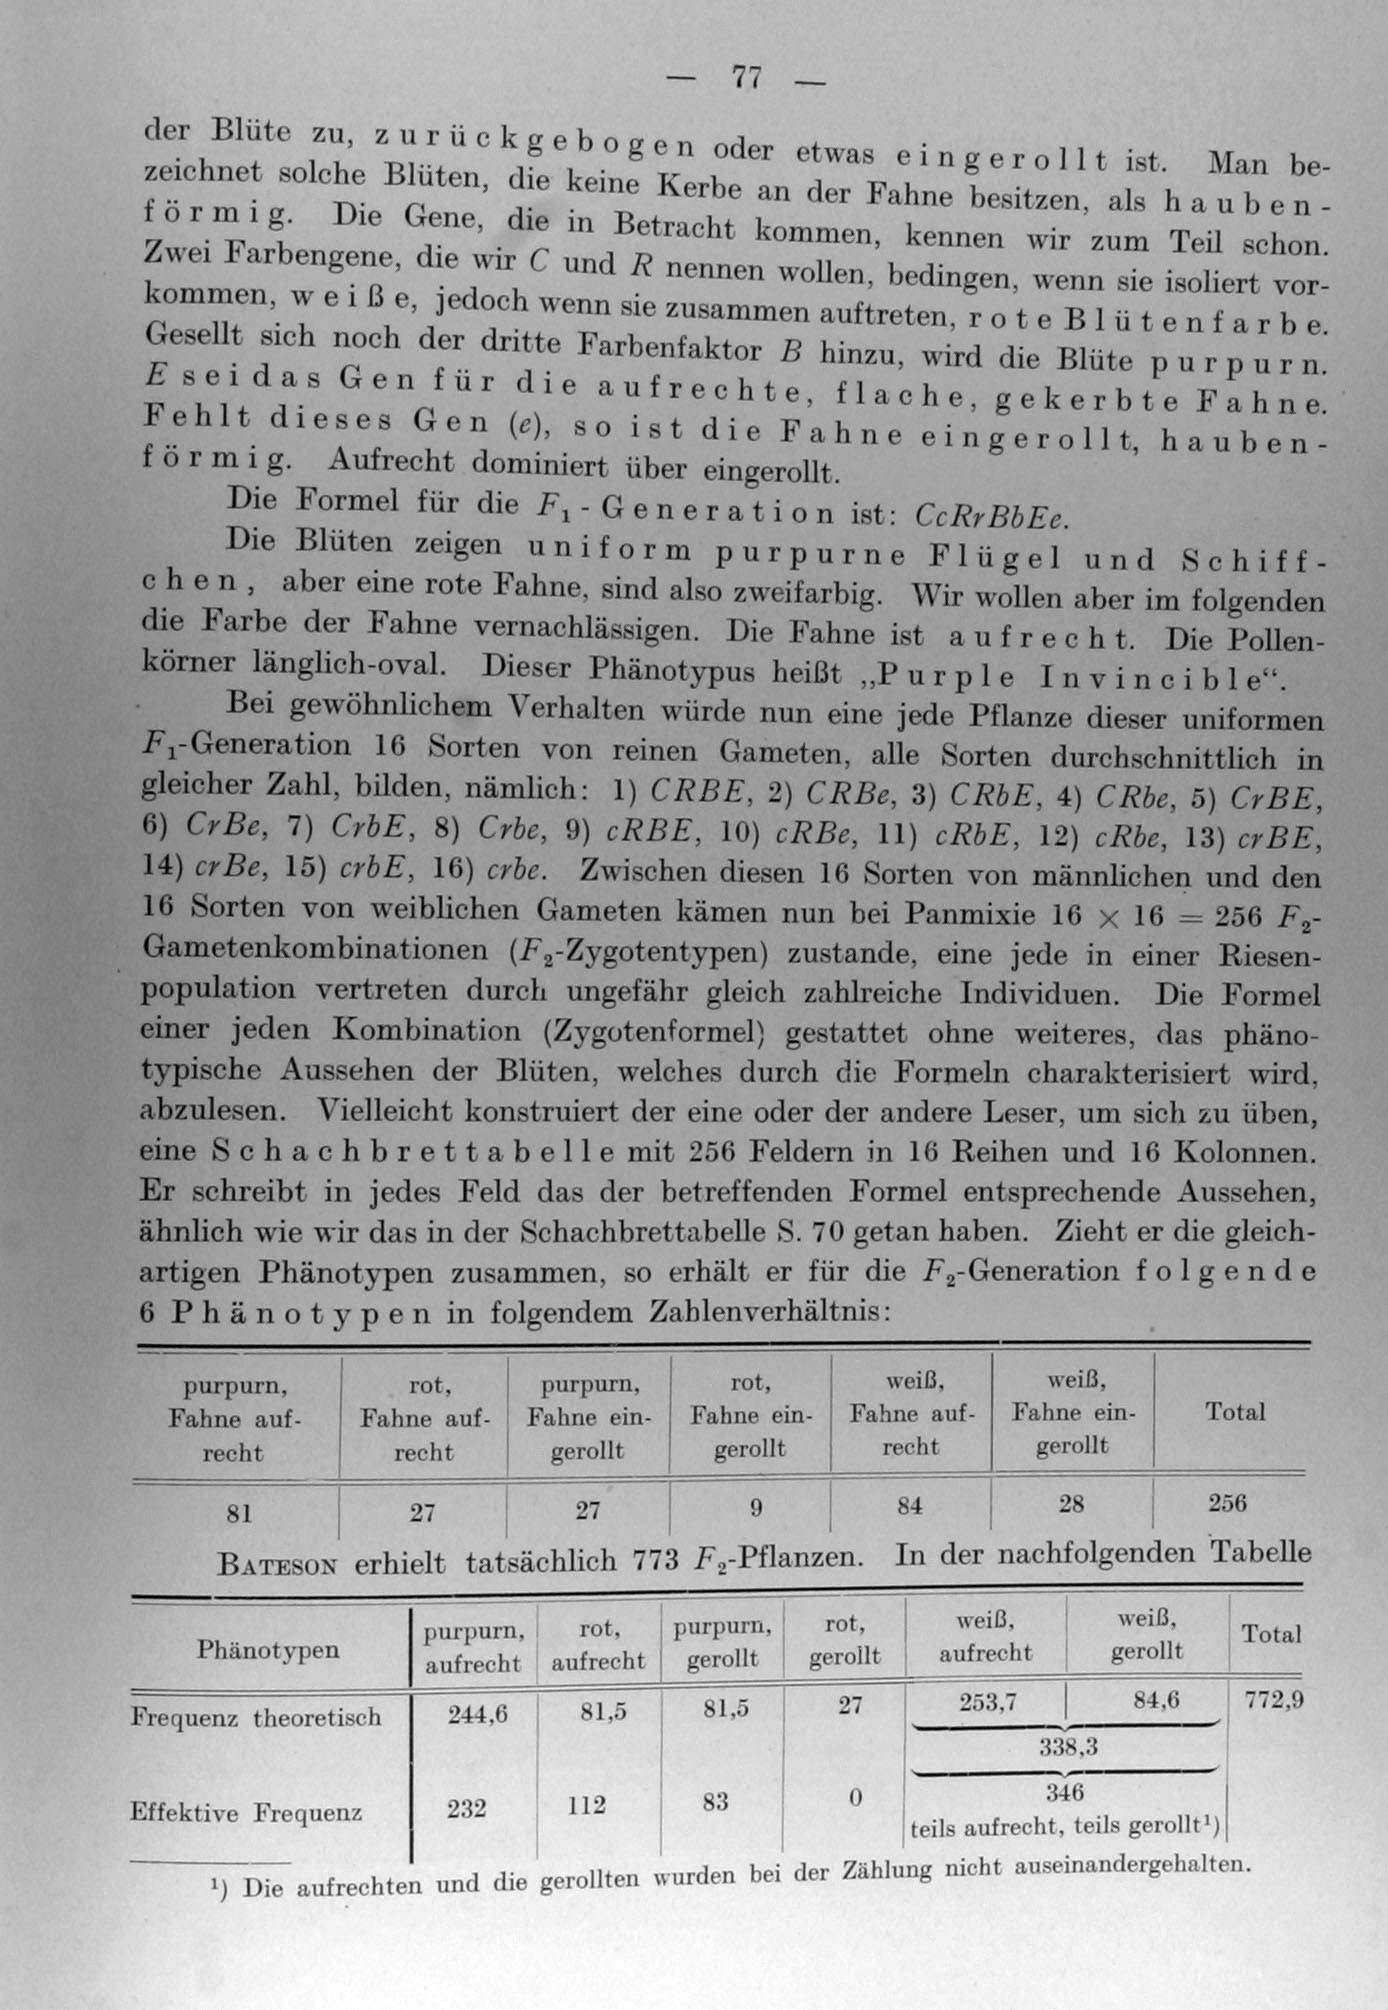 — 77 —
der Blüte zu, zurückgebogen oder etwas eingerollt ist. Man be-
zeichnet solche Blüten, die keine Kerbe an der Fahne besitzen, als hauben-
förmig. Die Gene, die in Betracht kommen, kennen wir zum Teil schon.
Zwei Farbengene, die wir C und R nennen wollen, bedingen, wenn sie isoliert vor-
kommen, weiße, jedoch wenn sie zusammen auftreten, rote Blütenfarbe.
Gesellt sich noch der dritte Farbenfaktor B hinzu, wird die Blüte purpurn.
E sei das Gen für die aufrechte, flache, gekerbte Fahne.
Fehlt dieses Gen (e), so ist die Fahne eingerollt, hauben-
förmig. Aufrecht dominiert über eingerollt.
Die Formel für die F₁-Generation ist: CcRrBbEe.
Die Blüten zeigen uniform purpurne Flügel und Schiff-
chen, aber eine rote Fahne, sind also zweifarbig. Wir wollen aber im folgenden
die Farbe der Fahne vernachlässigen. Die Fahne ist aufrecht. Die Pollen-
körner länglich-oval. Dieser Phänotypus heißt „Purple Invincible“.
Bei gewöhnlichem Verhalten würde nun eine jede Pflanze dieser uniformen
F₁-Generation 16 Sorten von reinen Gameten, alle Sorten durchschnittlich in
gleicher Zahl, bilden, nämlich: 1) CRBE, 2) CRBe, 3) CRbE, 4) CRbe, 5) CrBE,
6) CrBe, 7) CrbE, 8) Crbe, 9) cRBE, 10) cRBe, 11) cRbE, 12) cRbe, 13) crBE,
14) crBe, 15) crbE, 16) crbe. Zwischen diesen 16 Sorten von männlichen und den
16 Sorten von weiblichen Gameten kämen nun bei Panmixie 16 × 16 = 256 F₂-
Gametenkombinationen (F₂-Zygotentypen) zustande, eine jede in einer Riesen-
population vertreten durch ungefähr gleich zahlreiche Individuen. Die Formel
einer jeden Kombination (Zygotenformel) gestattet ohne weiteres, das phäno-
typische Aussehen der Blüten, welches durch die Formeln charakterisiert wird,
abzulesen. Vielleicht konstruiert der eine oder der andere Leser, um sich zu üben,
eine Schachbrettabelle mit 256 Feldern in 16 Reihen und 16 Kolonnen.
Er schreibt in jedes Feld das der betreffenden Formel entsprechende Aussehen,
ähnlich wie wir das in der Schachbrettabelle S. 70 getan haben. Zieht er die gleich-
artigen Phänotypen zusammen, so erhält er für die F₂-Generation folgende
6 Phänotypen in folgendem Zahlenverhältnis:
purpurn, rot, purpurn, rot, weiß, weiß,
Fahne auf- Fahne auf- Fahne ein- Fahne ein- Fahne auf- Fahne ein- Total
recht recht gerollt gerollt recht gerollt
81 27 27 9 84 28 256
BATESON erhielt tatsächlich 773 F₂-Pflanzen. In der nachfolgenden Tabelle
purpurn, rot, purpurn, rot, weiß, weiß,
Phänotypen Total
aufrecht aufrecht gerollt gerollt aufrecht gerollt
Frequenz theoretisch 244,6 81,5 81,5 27 253,7 84,6 772,9
338,3
Effektive Frequenz 232 112 83 0 346
teils aufrecht, teils gerollt¹)
¹) Die aufrechten und die gerollten wurden bei der Zählung nicht auseinandergehalten.